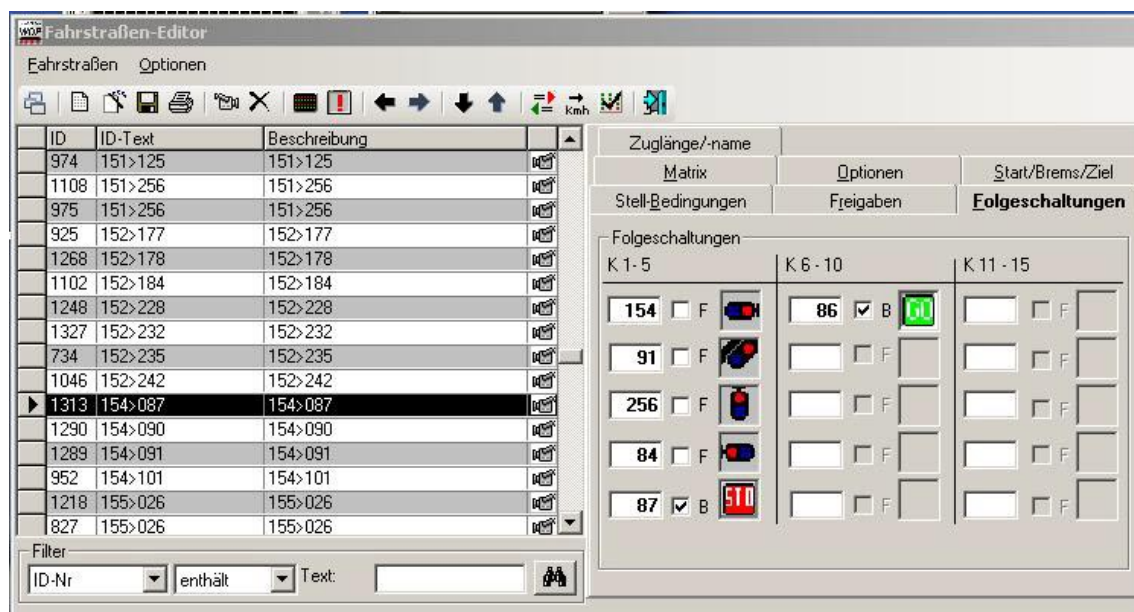 Fahrstraßen-Editor
Fahrstraßen Optionen
kmh
ID ID-Text Beschreibung
974 151>125 151>125
1108 151>256 151>256
975 151>256 151>256
925 152>177 152>177
1268 152>178 152>178
1102 152>184 152>184
1248 152>228 152>228
1327 152>232 152>232
734 152>235 152>235
1046 152>242 152>242
1313 154>087 154>087
1290 154>090 154>090
1289 154>091 154>091
952 154>101 154>101
1218 155>026 155>026
827 155>026 155>026
Filter
ID-Nr enthält Text:
Zuglänge/-name
Matrix Optionen Start/Brems/Ziel
Stell-Bedingungen Freigaben Folgeschaltungen
Folgeschaltungen
K 1 - 5 K 6 - 10 K 11 - 15
154 F 86 B GO F
91 F F F
256 F F F
84 F F F
87 B F F